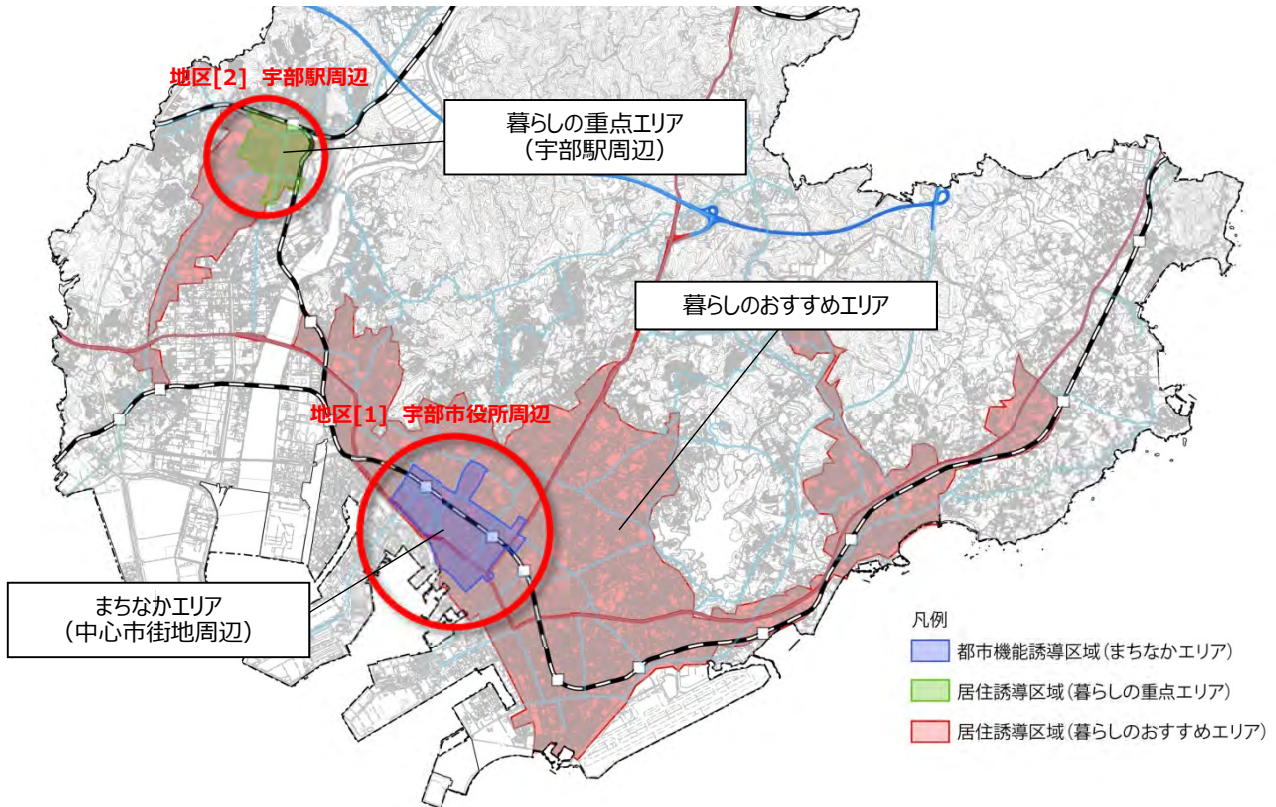 地区[2] 宇部駅周辺
暮らしの重点エリア
（宇部駅周辺）
暮らしのおすすめエリア
地区[1] 宇部市役所周辺
まちなかエリア
（中心市街地周辺）
凡例
都市機能誘導区域(まちなかエリア)
居住誘導区域(暮らしの重点エリア)
居住誘導区域(暮らしのおすすめエリア)